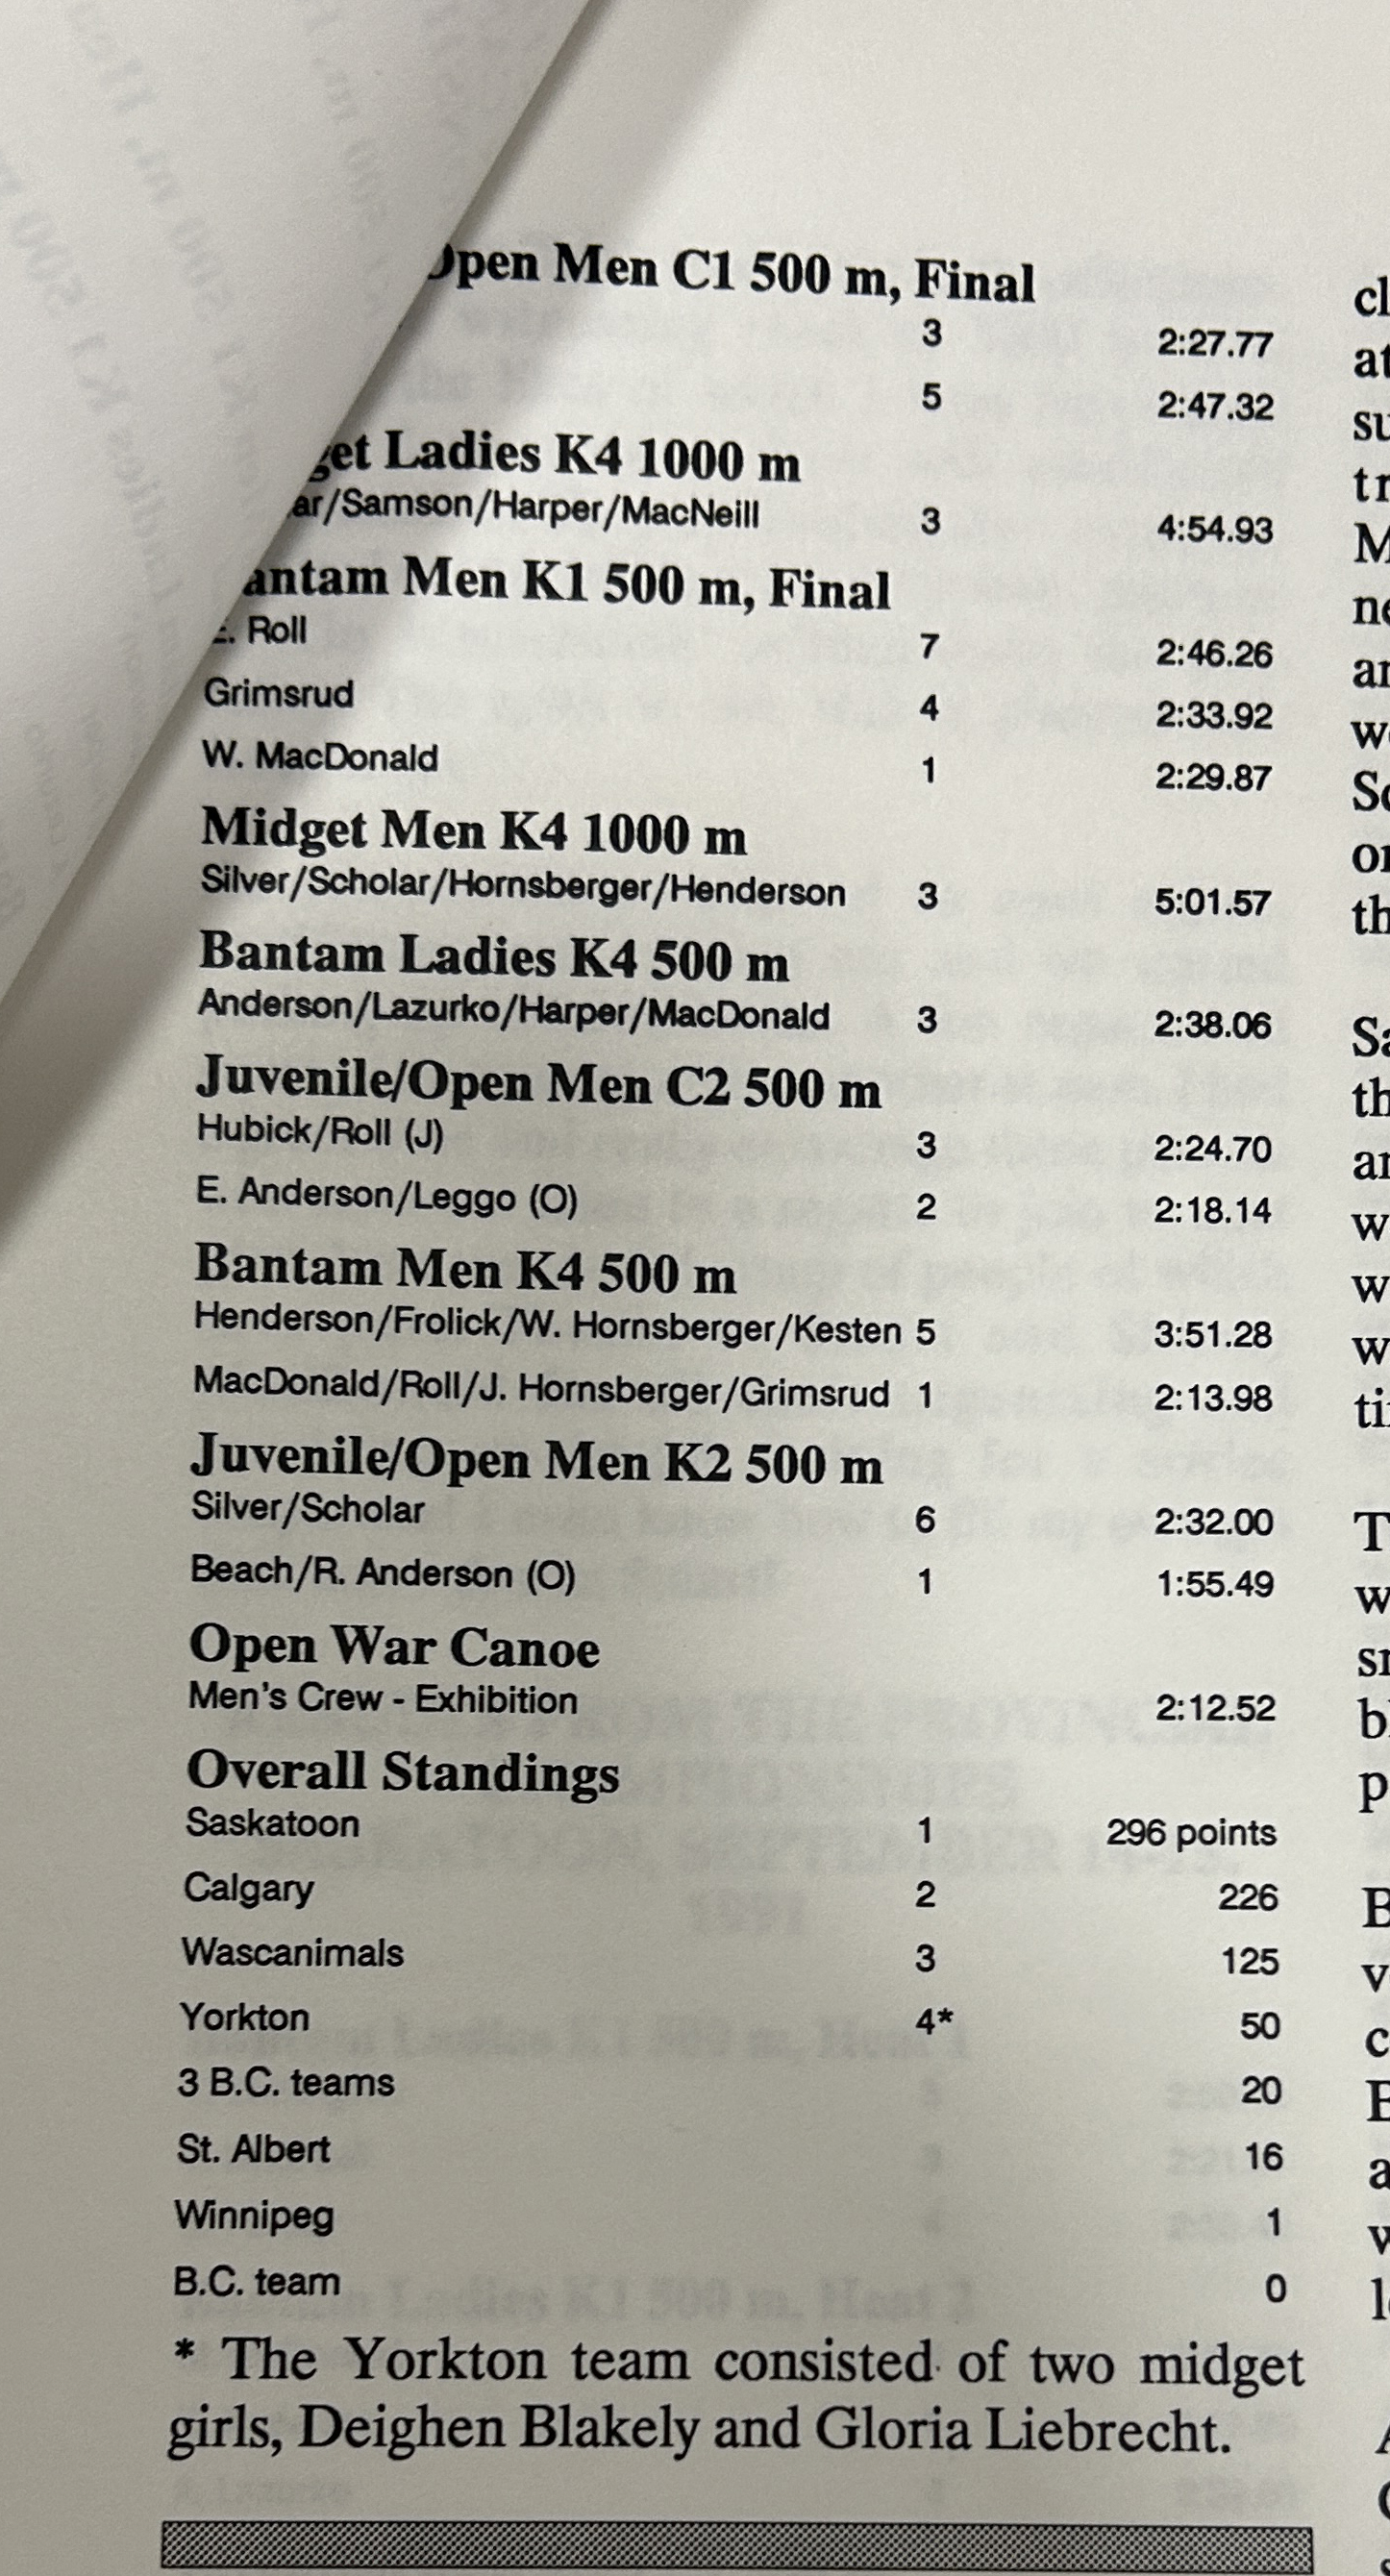 Open Men C1 500 m, Final
3 2:27.77
5 2:47.32
Ladies K4 1000 m
/Samson/Harper/MacNeill 3 4:54.93
Bantam Men K1 500 m, Final
E. Roll 7 2:46.26
Grimsrud 4 2:33.92
W. MacDonald 1 2:29.87
Midget Men K4 1000 m
Silver/Scholar/Hornsberger/Henderson 3 5:01.57
Bantam Ladies K4 500 m
Anderson/Lazurko/Harper/MacDonald 3 2:38.06
Juvenile/Open Men C2 500 m
Hubick/Roll (J) 3 2:24.70
E. Anderson/Leggo (O) 2 2:18.14
Bantam Men K4 500 m
Henderson/Frolick/W. Hornsberger/Kesten 5 3:51.28
MacDonald/Roll/J. Hornsberger/Grimsrud 1 2:13.98
Juvenile/Open Men K2 500 m
Silver/Scholar 6 2:32.00
Beach/R. Anderson (O) 1 1:55.49
Open War Canoe
Men's Crew - Exhibition 2:12.52
Overall Standings
Saskatoon 1 296 points
Calgary 2 226
Wascanimals 3 125
Yorkton 4* 50
3 B.C. teams 20
St. Albert 16
Winnipeg 1
B.C. team 0
* The Yorkton team consisted of two midget
girls, Deighen Blakely and Gloria Liebrecht.